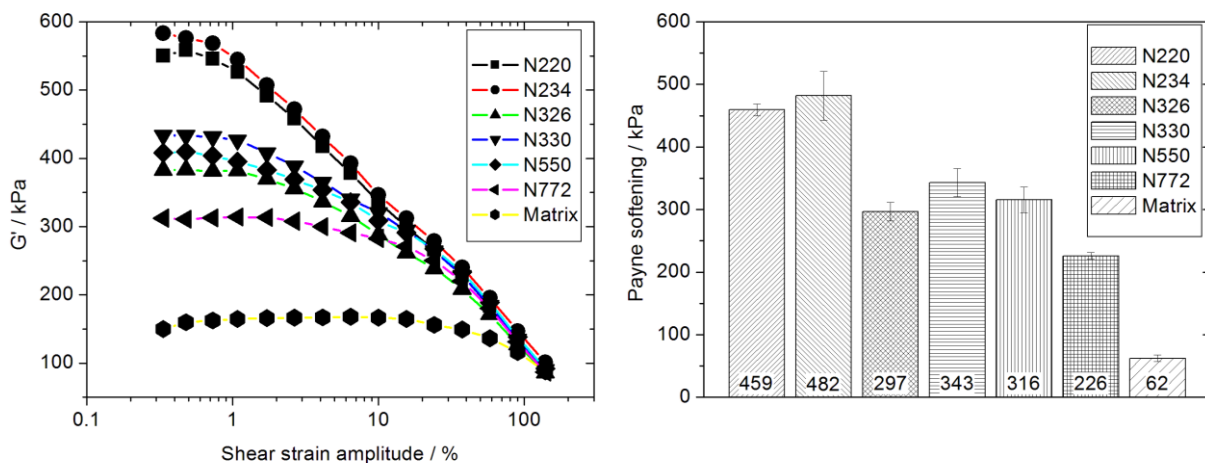 600
500
400
300
200
100
0.1
1
10
100
G' / kPa
Shear strain amplitude / %
N220
N234
N326
N330
N550
N772
Matrix
600
500
400
300
200
100
0
Payne softening / kPa
459
482
297
343
316
226
62
N220
N234
N326
N330
N550
N772
Matrix